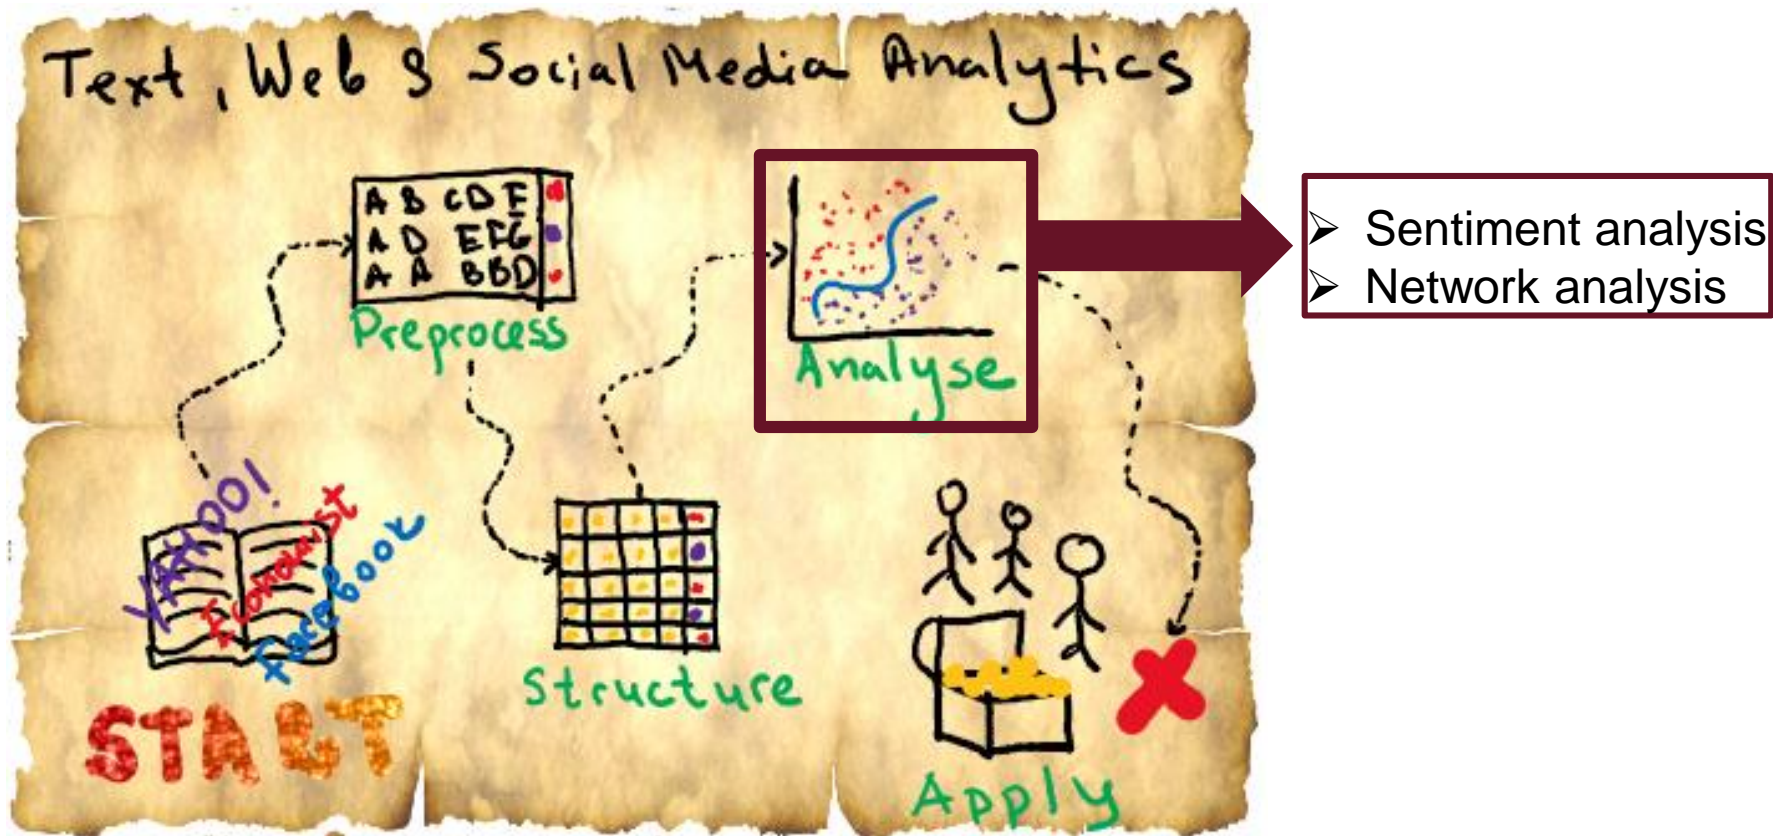 Text, Web & Social Media Analytics
A B C D E
A D E F G
A A B B D
Preprocess
Analyse
➢ Sentiment analysis
➢ Network analysis
YAHOO!
Economist
facebook
START
Structure
Apply